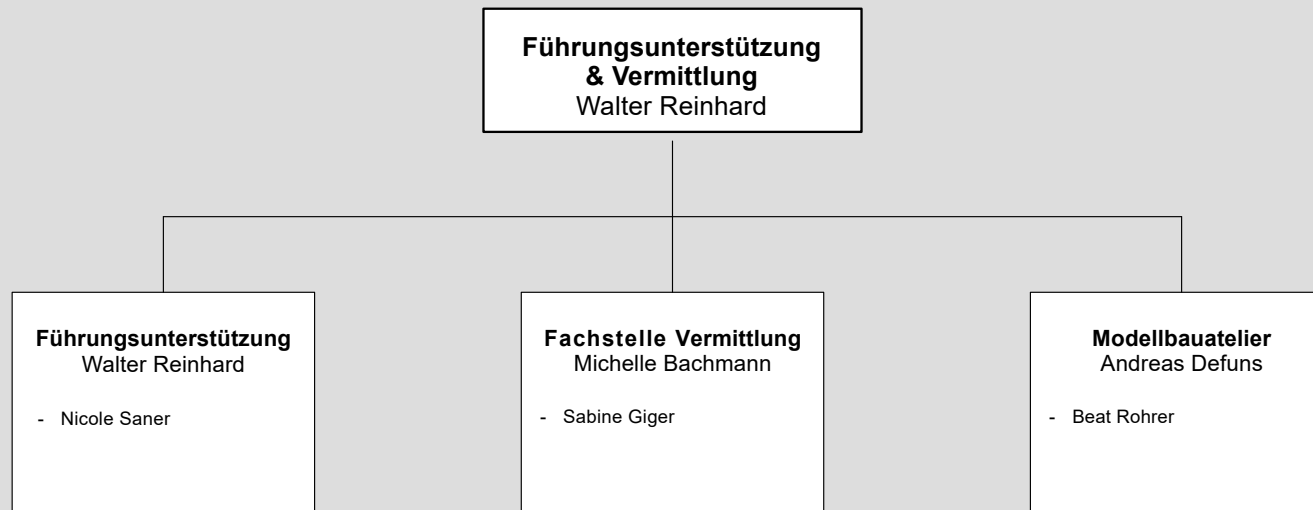 Führungsunterstützung
& Vermittlung
Walter Reinhard
Führungsunterstützung
Walter Reinhard
- Nicole Saner
Fachstelle Vermittlung
Michelle Bachmann
- Sabine Giger
Modellbauatelier
Andreas Defuns
- Beat Rohrer